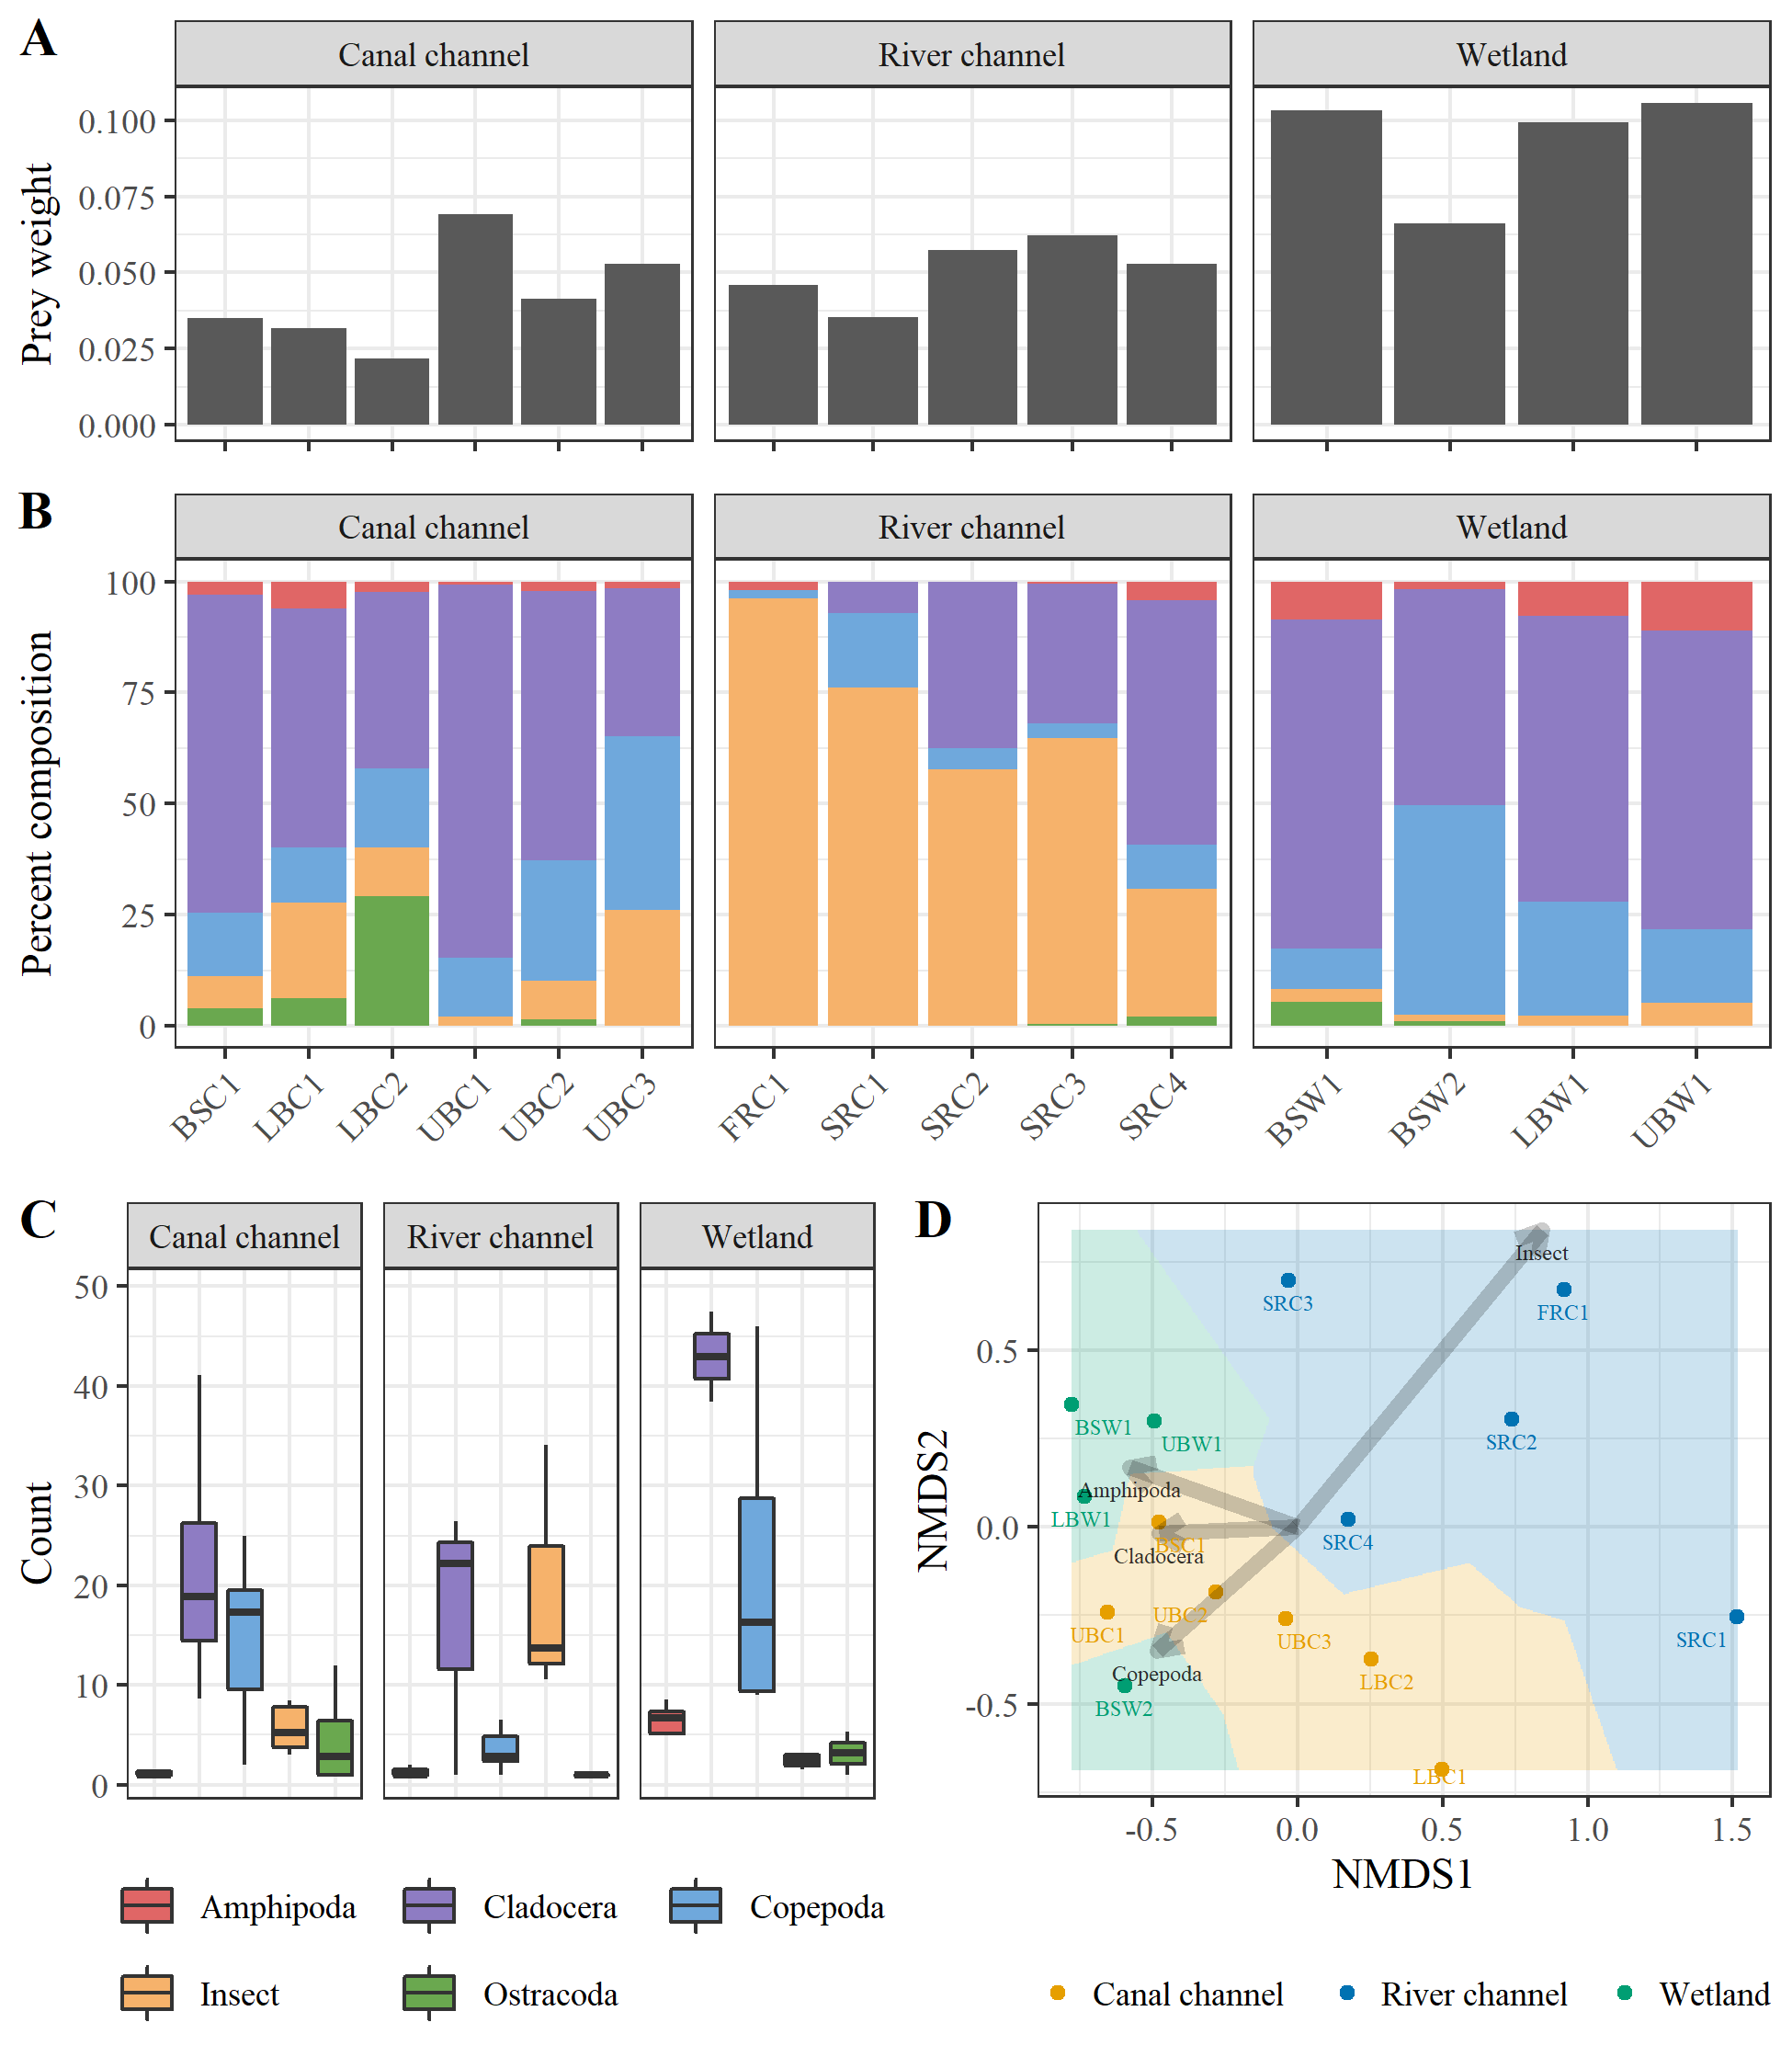 A
Canal channel River channel Wetland
Prey weight
0.100
0.075
0.050
0.025
0.000
B
Canal channel River channel Wetland
Percent composition
100
75
50
25
0
BSC1 LBC1 LBC2 UBC1 UBC2 UBC3 FRC1 SRC1 SRC2 SRC3 SRC4 BSW1 BSW2 LBW1 UBW1
C
Canal channel River channel Wetland
Count
50
40
30
20
10
0
Amphipoda Cladocera Copepoda
Insect Ostracoda
D
NMDS2
0.5
0.0
-0.5
Insect
SRC3
FRC1
BSW1
UBW1
SRC2
Amphipoda
LBW1
BSC1
SRC4
Cladocera
UBC2
UBC1
UBC3
SRC1
Copepoda
LBC2
BSW2
LBC1
-0.5 0.0 0.5 1.0 1.5
NMDS1
Canal channel River channel Wetland